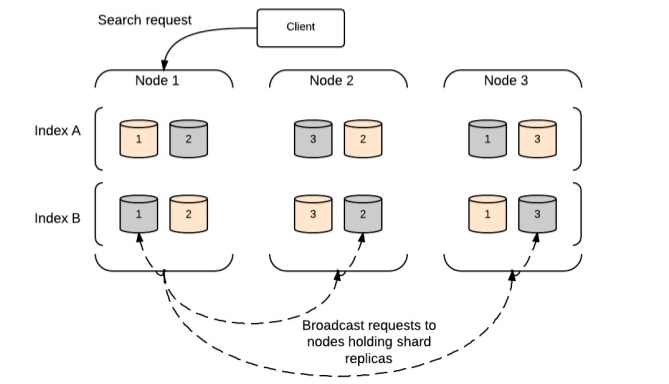 Search request
Client
Node 1
Node 2
Node 3
Index A
1
2
3
2
1
3
Index B
1
2
3
2
1
3
Broadcast requests to
nodes holding shard
replicas